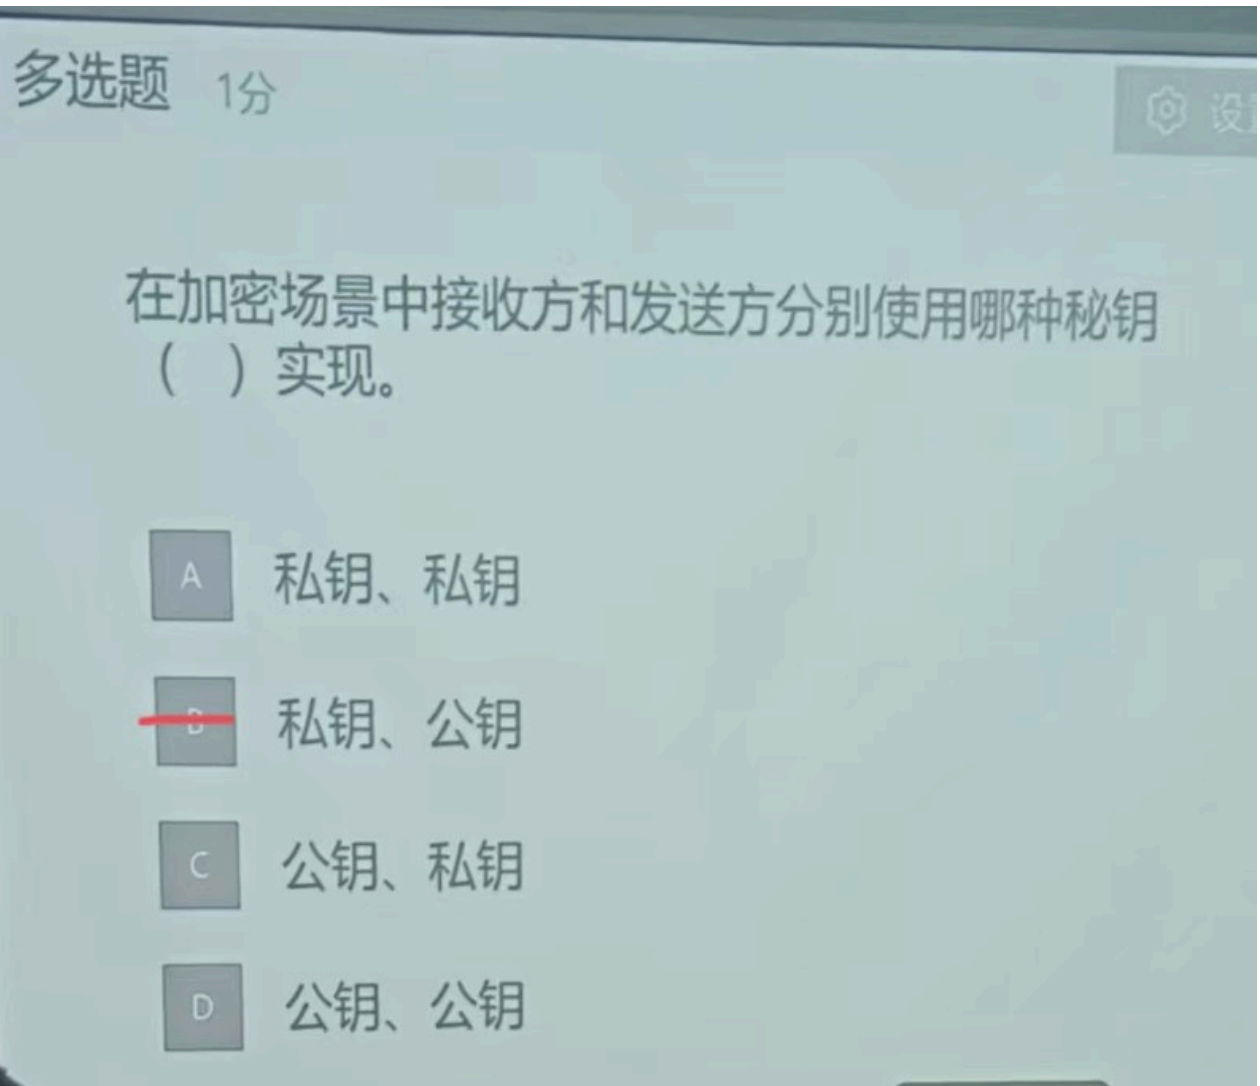 多选题 1分
设
在加密场景中接收方和发送方分别使用哪种秘钥
（ ）实现。
A 私钥、私钥
B 私钥、公钥
C 公钥、私钥
D 公钥、公钥